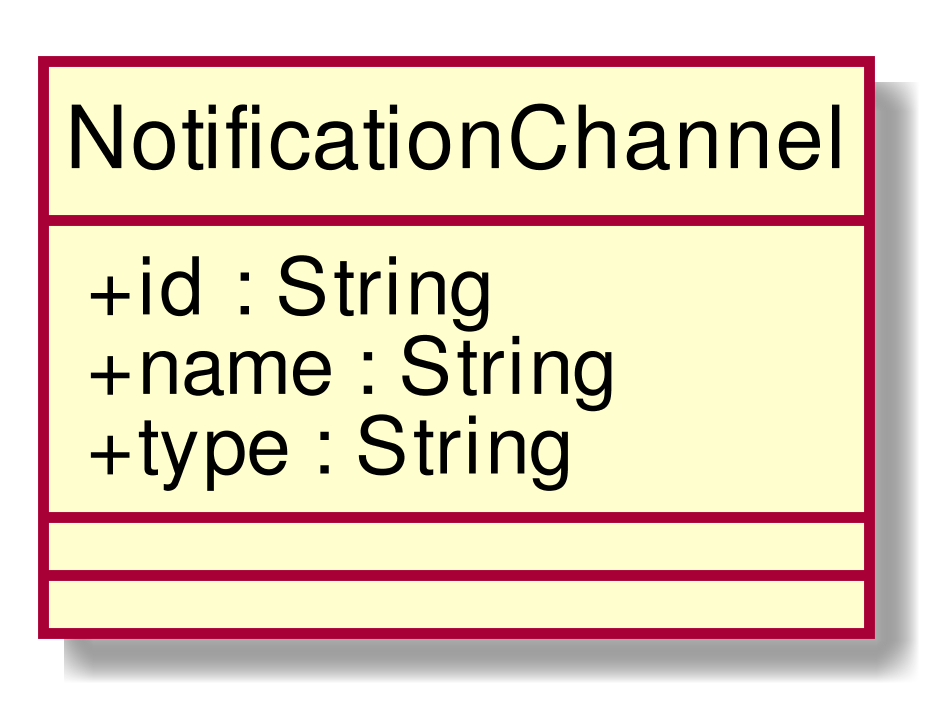 NotificationChannel
+id : String
+name : String
+type : String